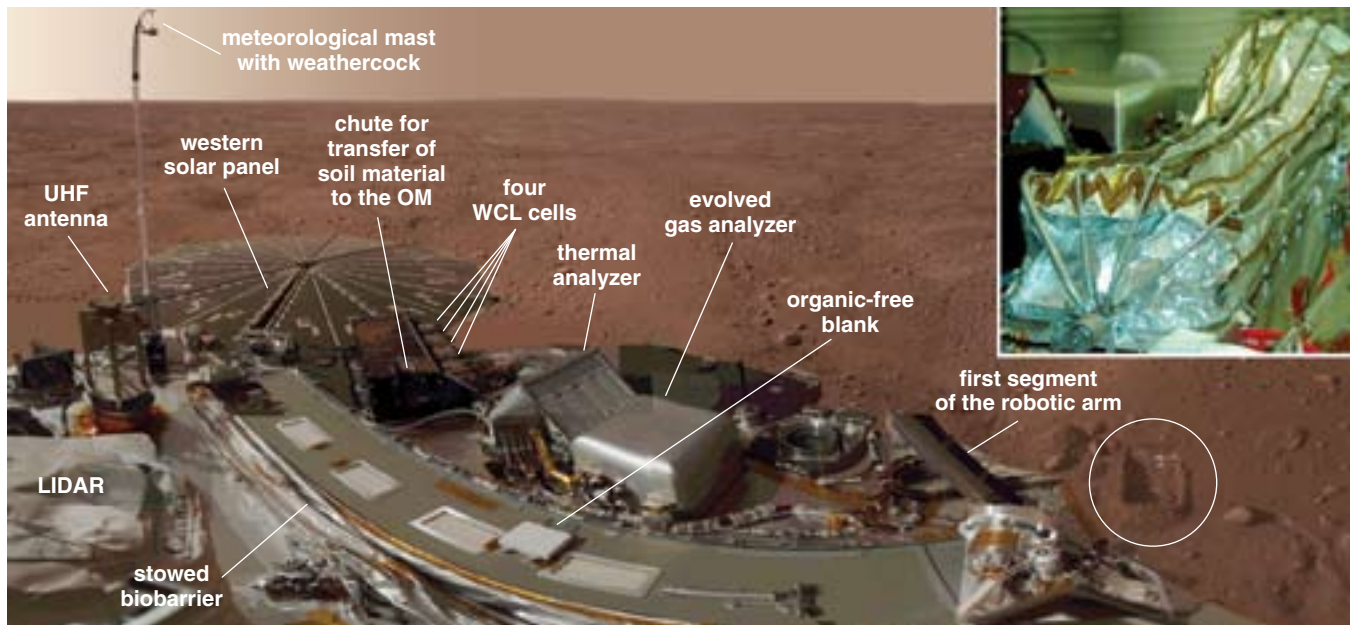 meteorological mast
with weathercock
chute for
transfer of
soil material
to the OM
western
solar panel
UHF
antenna
four
WCL cells
evolved
gas analyzer
thermal
analyzer
organic-free
blank
first segment
of the robotic arm
LIDAR
stowed
biobarrier